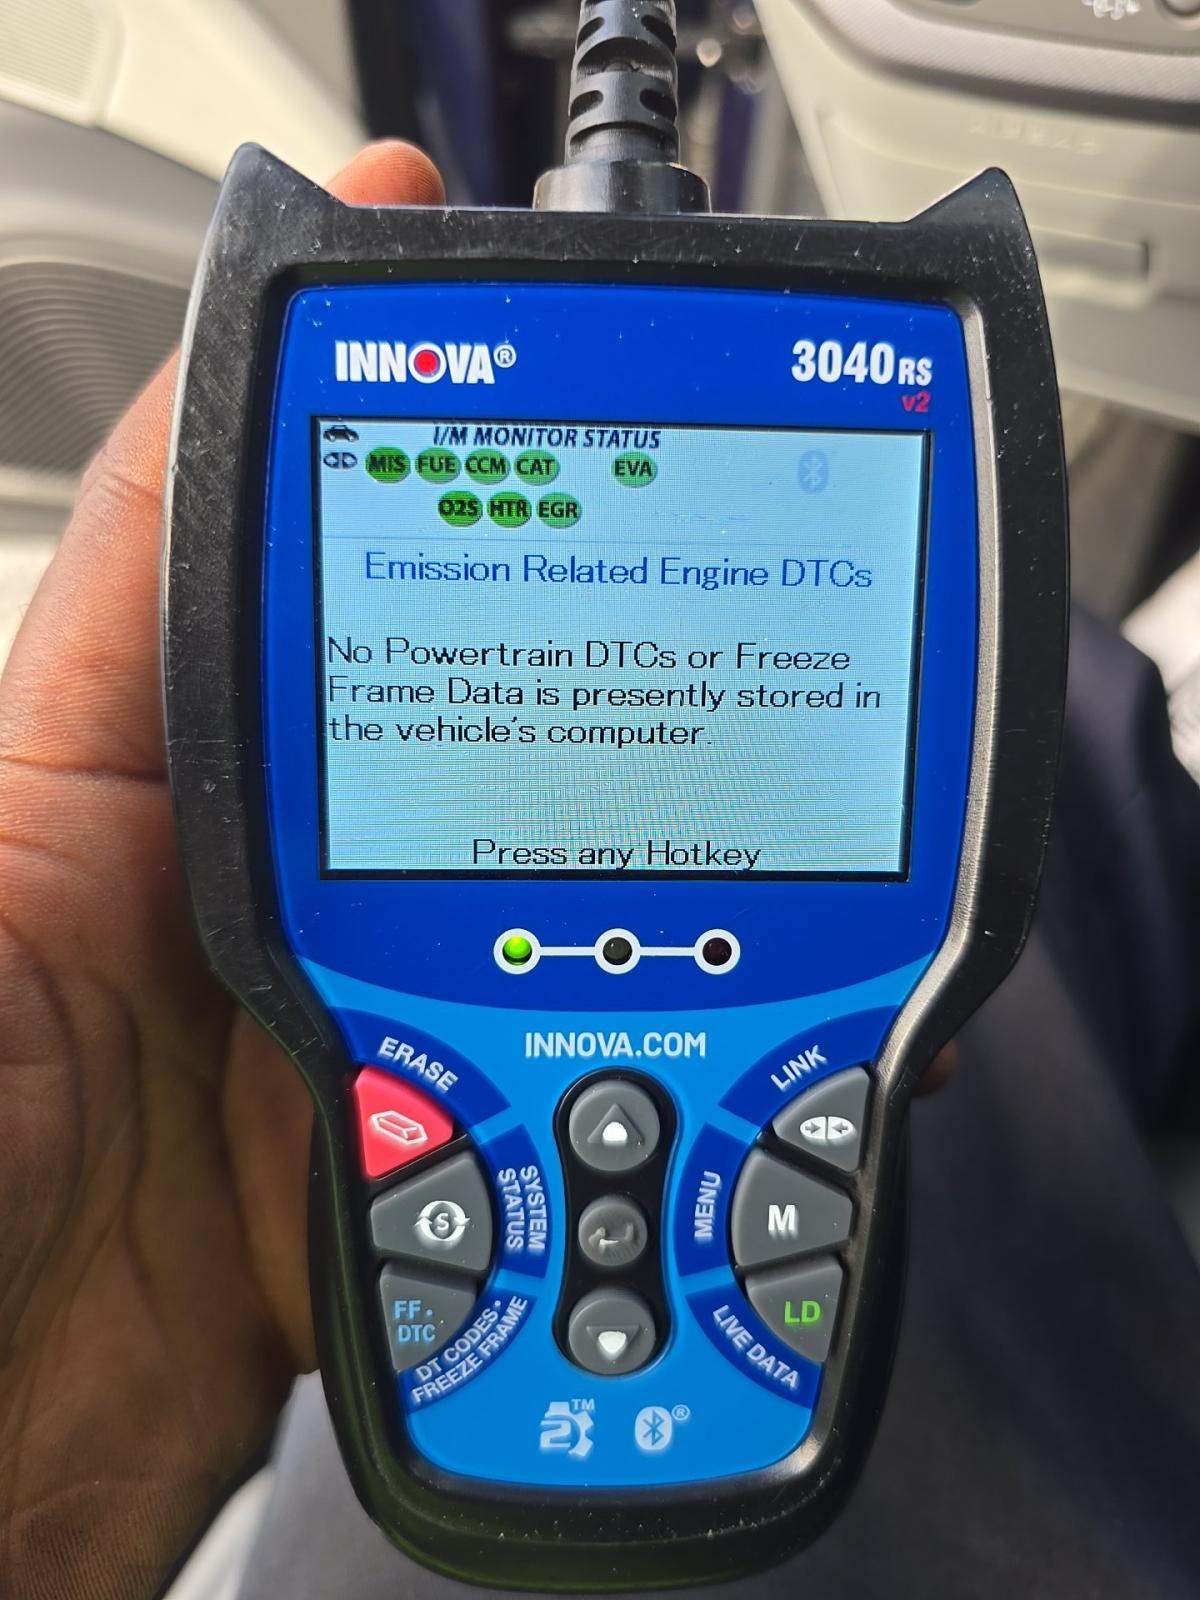 INNOVA®
3040RS
v2
I/M MONITOR STATUS
MIS FUE CCM CAT EVA
O2S HTR EGR
Emission Related Engine DTCs
No Powertrain DTCs or Freeze
Frame Data is presently stored in
the vehicle's computer.
Press any Hotkey
INNOVA.COM
ERASE
LINK
SYSTEM
STATUS
S
MENU
M
FF•
DTC
DT CODES•
FREEZE FRAME
LIVE DATA
LD
2™
®